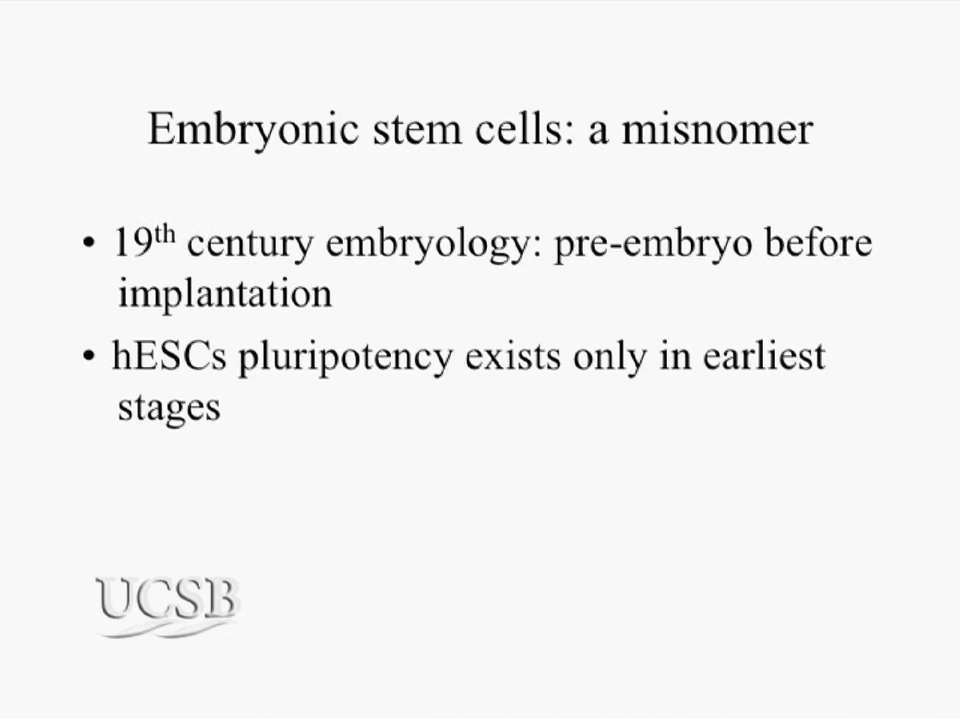 Embryonic stem cells: a misnomer
• 19th century embryology: pre-embryo before
implantation
• hESCs pluripotency exists only in earliest
stages
UCSB